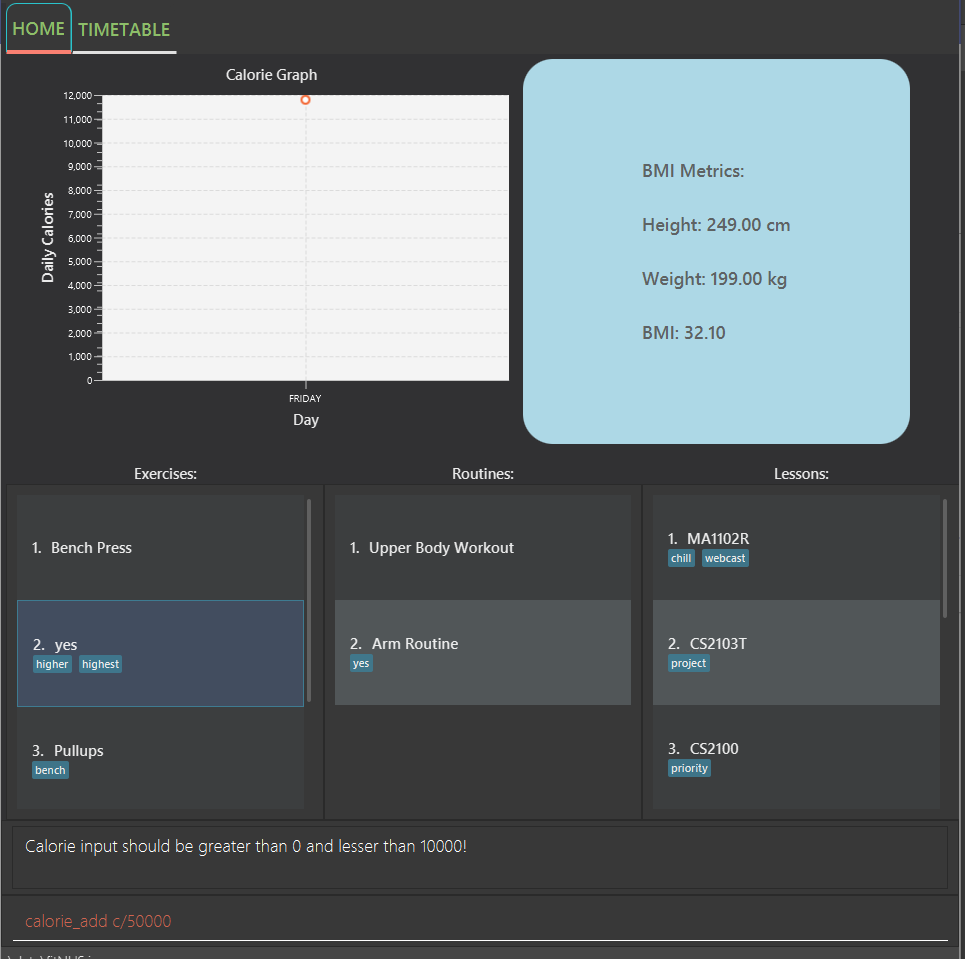 HOME TIMETABLE
Calorie Graph
12,000
11,000
10,000
9,000
8,000
7,000
6,000
5,000
4,000
3,000
2,000
1,000
0
Daily Calories
FRIDAY
Day
BMI Metrics:
Height: 249.00 cm
Weight: 199.00 kg
BMI: 32.10
Exercises:
1. Bench Press
2. yes
higher highest
3. Pullups
bench
Routines:
1. Upper Body Workout
2. Arm Routine
yes
Lessons:
1. MA1102R
chill webcast
2. CS2103T
project
3. CS2100
priority
Calorie input should be greater than 0 and lesser than 10000!
calorie_add c/50000